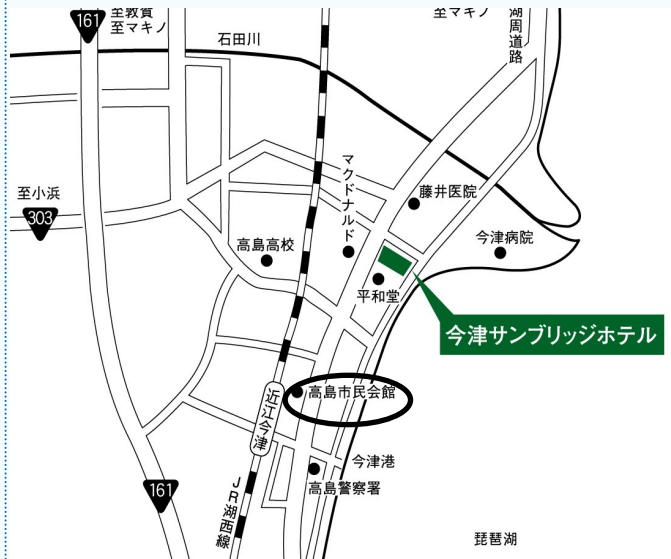 161
至敦賀
至マキノ
石田川
至マキノ
湖周道路
マクドナルド
藤井医院
至小浜
303
高島高校
今津病院
平和堂
今津サンブリッジホテル
高島市民会館
近江今津
今津港
161
高島警察署
JR湖西線
琵琶湖